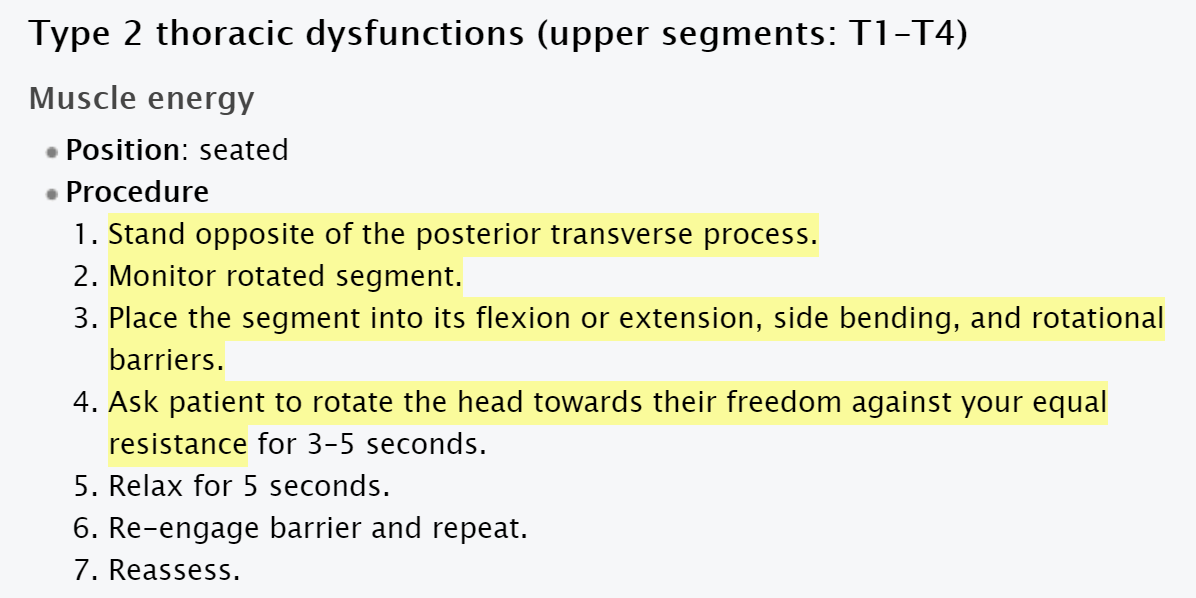 Type 2 thoracic dysfunctions (upper segments: T1–T4)
Muscle energy
Position: seated
Procedure
1. Stand opposite of the posterior transverse process.
2. Monitor rotated segment.
3. Place the segment into its flexion or extension, side bending, and rotational
barriers.
4. Ask patient to rotate the head towards their freedom against your equal
resistance for 3–5 seconds.
5. Relax for 5 seconds.
6. Re-engage barrier and repeat.
7. Reassess.